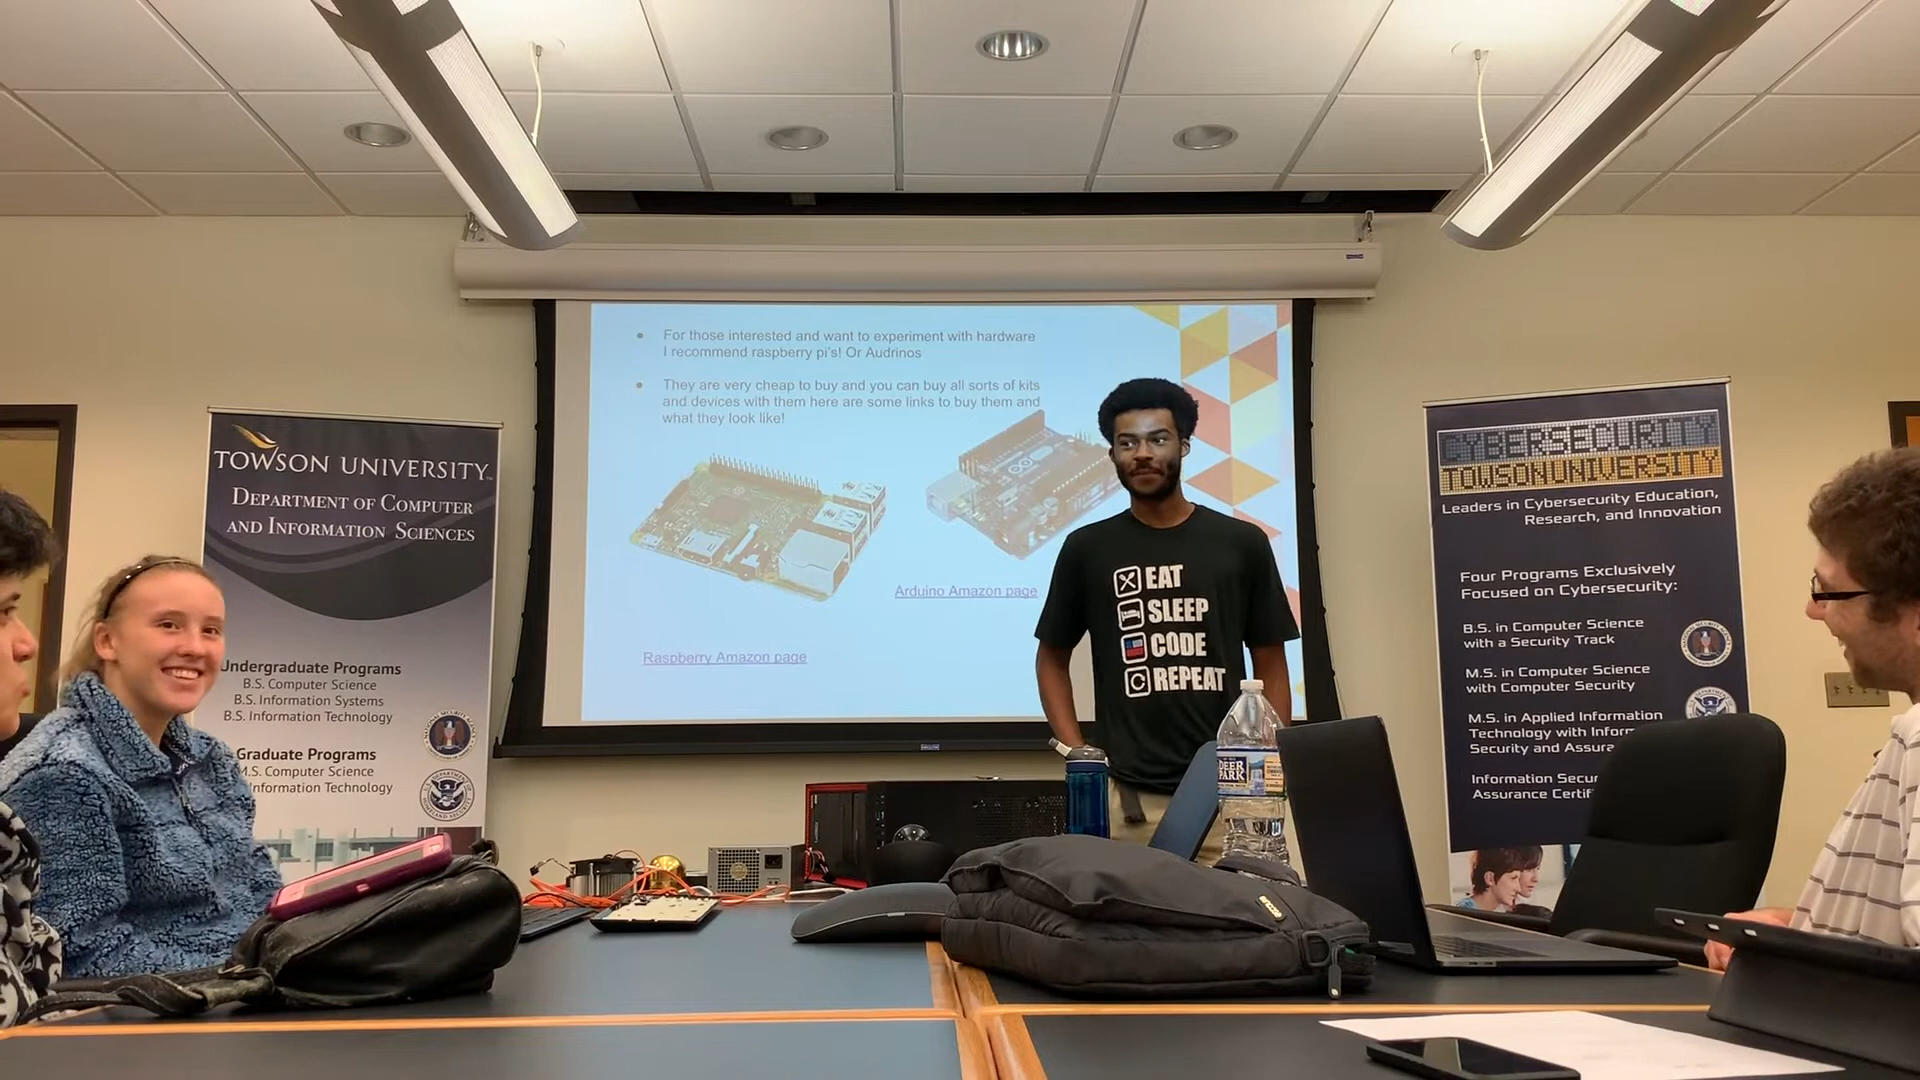 For those interested and want to experiment with hardware
I recommend raspberry pi's! Or Audrinos
They are very cheap to buy and you can buy all sorts of kits
and devices with them here are some links to buy them and
what they look like!
Arduino Amazon page
Raspberry Amazon page
TOWSON UNIVERSITY
DEPARTMENT OF COMPUTER
AND INFORMATION SCIENCES
Undergraduate Programs
B.S. Computer Science
B.S. Information Systems
B.S. Information Technology
Graduate Programs
M.S. Computer Science
Information Technology
EAT
SLEEP
CODE
REPEAT
DEER
PARK
CYBERSECURITY
TOWSON UNIVERSITY
Leaders in Cybersecurity Education,
Research, and Innovation
Four Programs Exclusively
Focused on Cybersecurity:
B.S. in Computer Science
with a Security Track
M.S. in Computer Science
with Computer Security
M.S. in Applied Information
Technology with Infor
Security and Assura
Information Secur
Assurance Certif
incase